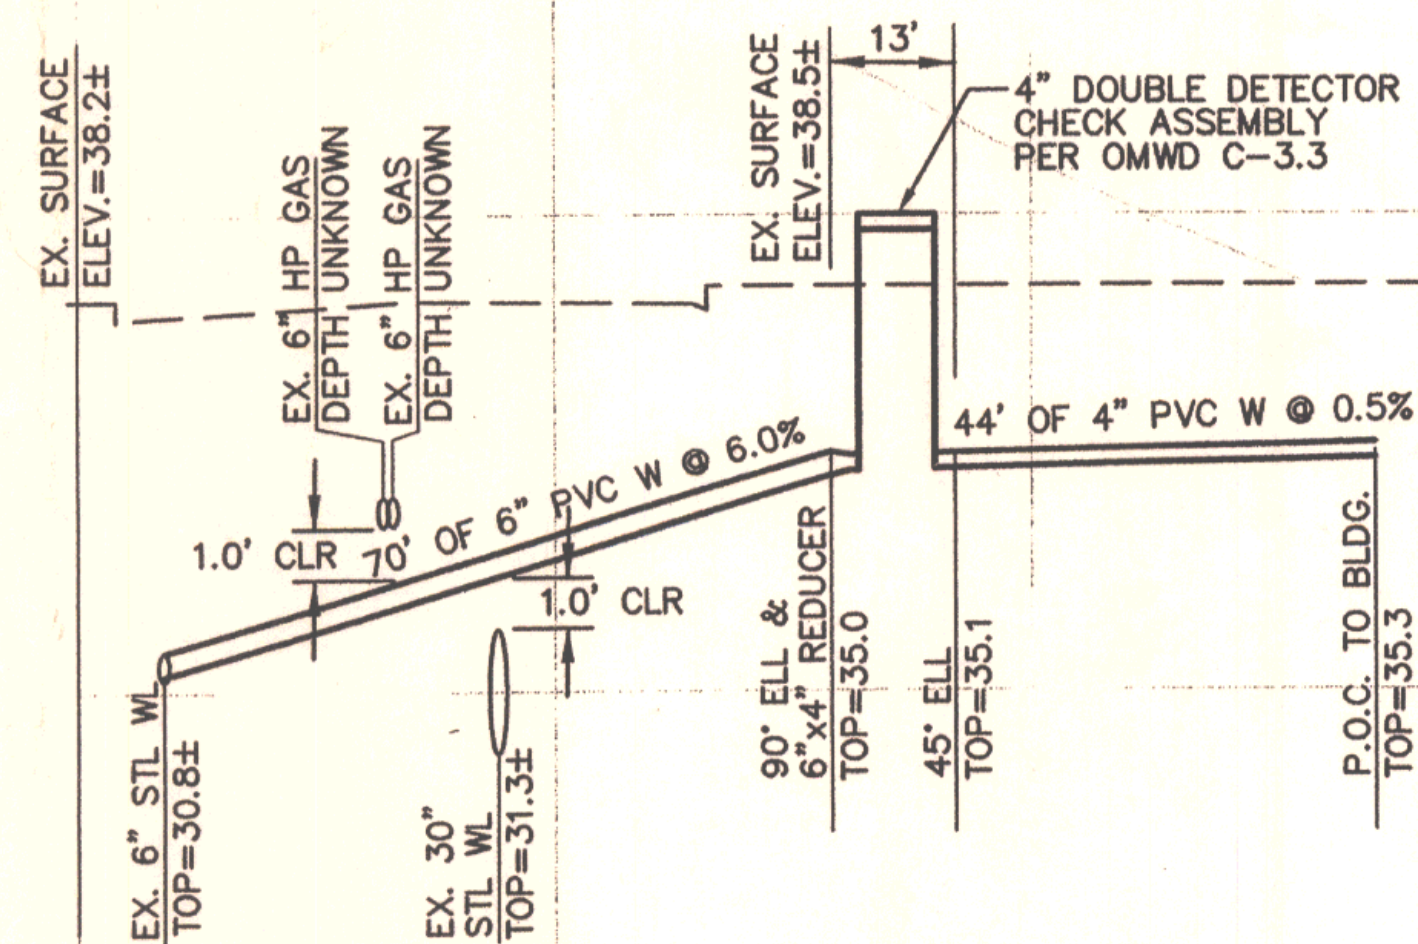 EX. SURFACE
ELEV.=38.2±
EX. 6" HP GAS
DEPTH UNKNOWN
EX. 6" HP GAS
DEPTH UNKNOWN
EX. SURFACE
ELEV.=38.5±
13'
4" DOUBLE DETECTOR
CHECK ASSEMBLY
PER OMWD C-3.3
1.0' CLR
70' OF 6" PVC W @ 6.0%
44' OF 4" PVC W @ 0.5%
1.0' CLR
EX. 6" STL WL
TOP=30.8±
EX. 30"
STL WL
TOP=31.3±
90° ELL &
6"x4" REDUCER
TOP=35.0
45° ELL
TOP=35.1
P.O.C. TO BLDG.
TOP=35.3